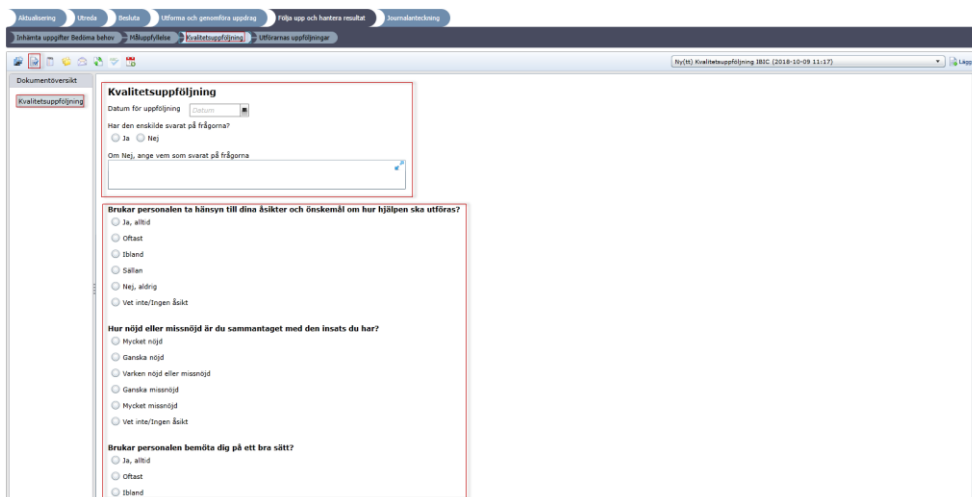 Aktualisering Utreda Besluta Utforma och genomföra uppdrag Följa upp och hantera resultat Journalanteckning
Inhämta uppgifter Bedöma behov Måluppfyllelse Kvalitetsuppföljning Utförarnas uppföljningar
Ny(tt) Kvalitetsuppföljning IBIC (2018-10-09 11:17) Lägg
Dokumentöversikt
Kvalitetsuppföljning
Kvalitetsuppföljning
Datum för uppföljning Datum
Har den enskilde svarat på frågorna?
Ja Nej
Om Nej, ange vem som svarat på frågorna
Brukar personalen ta hänsyn till dina åsikter och önskemål om hur hjälpen ska utföras?
Ja, alltid
Oftast
Ibland
Sällan
Nej, aldrig
Vet inte/Ingen åsikt
Hur nöjd eller missnöjd är du sammantaget med den insats du har?
Mycket nöjd
Ganska nöjd
Varken nöjd eller missnöjd
Ganska missnöjd
Mycket missnöjd
Vet inte/Ingen åsikt
Brukar personalen bemöta dig på ett bra sätt?
Ja, alltid
Oftast
Ibland